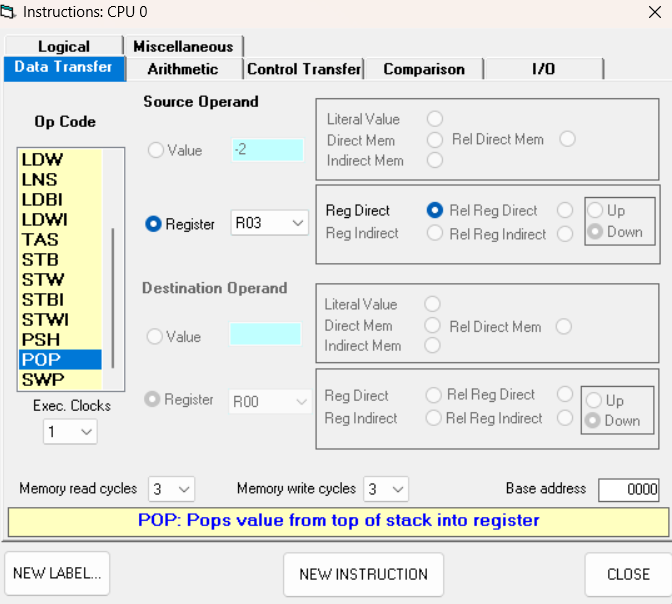 Instructions: CPU 0
Logical Miscellaneous
Data Transfer Arithmetic Control Transfer Comparison I/O
Op Code
LDW
LNS
LDBI
LDWI
TAS
STB
STW
STBI
STWI
PSH
POP
SWP
Exec. Clocks
1
Source Operand
Value -2
Literal Value
Direct Mem Rel Direct Mem
Indirect Mem
Register R03
Reg Direct Rel Reg Direct Up
Reg Indirect Rel Reg Indirect Down
Destination Operand
Value
Literal Value
Direct Mem Rel Direct Mem
Indirect Mem
Register R00
Reg Direct Rel Reg Direct Up
Reg Indirect Rel Reg Indirect Down
Memory read cycles 3 Memory write cycles 3 Base address 0000
POP: Pops value from top of stack into register
NEW LABEL... NEW INSTRUCTION CLOSE